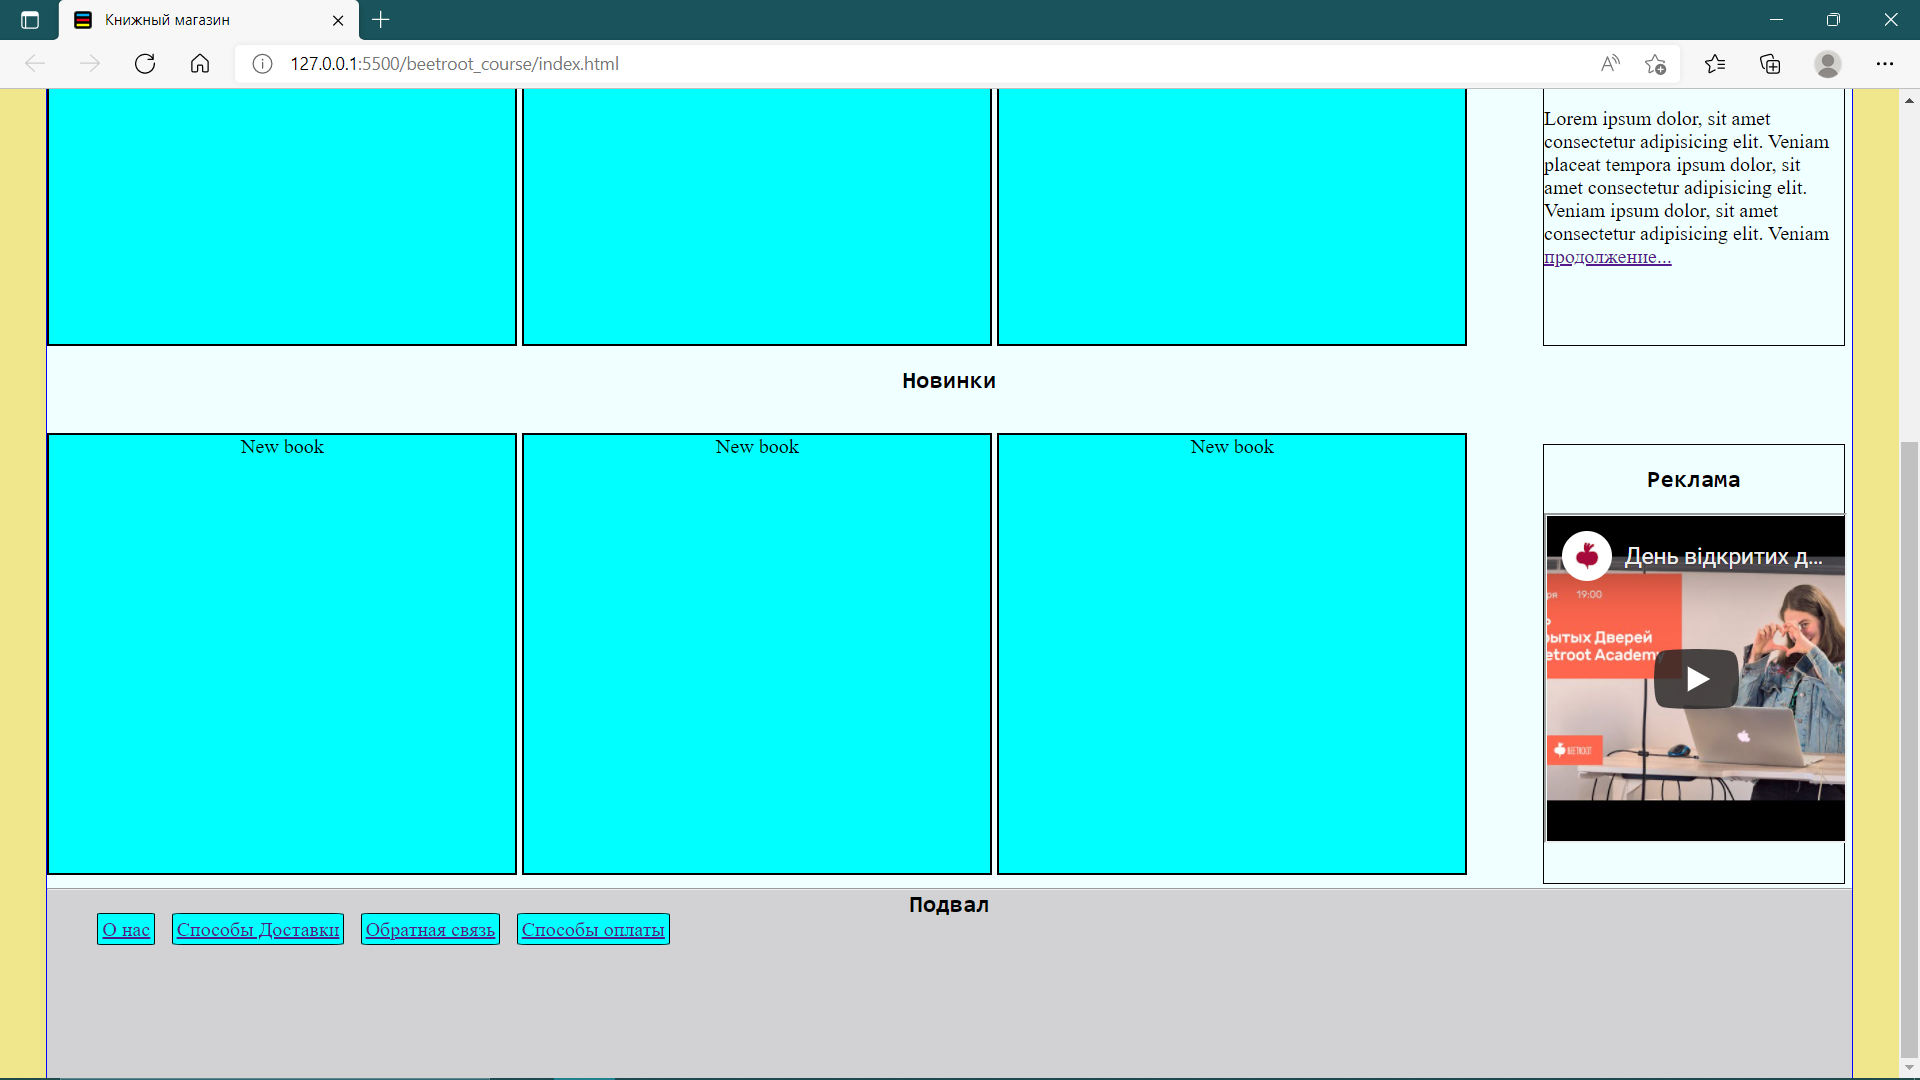 Книжный магазин
127.0.0.1:5500/beetroot_course/index.html
Lorem ipsum dolor, sit amet
consectetur adipisicing elit. Veniam
placeat tempora ipsum dolor, sit
amet consectetur adipisicing elit.
Veniam ipsum dolor, sit amet
consectetur adipisicing elit. Veniam
продолжение...
Новинки
New book
New book
New book
Реклама
День відкритих д...
19:00
Дверей
Academy
BEETROOT
Подвал
О нас
Способы Доставки
Обратная связь
Способы оплаты